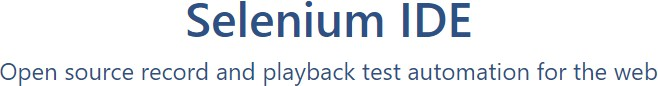 Selenium IDE
Open source record and playback test automation for the web